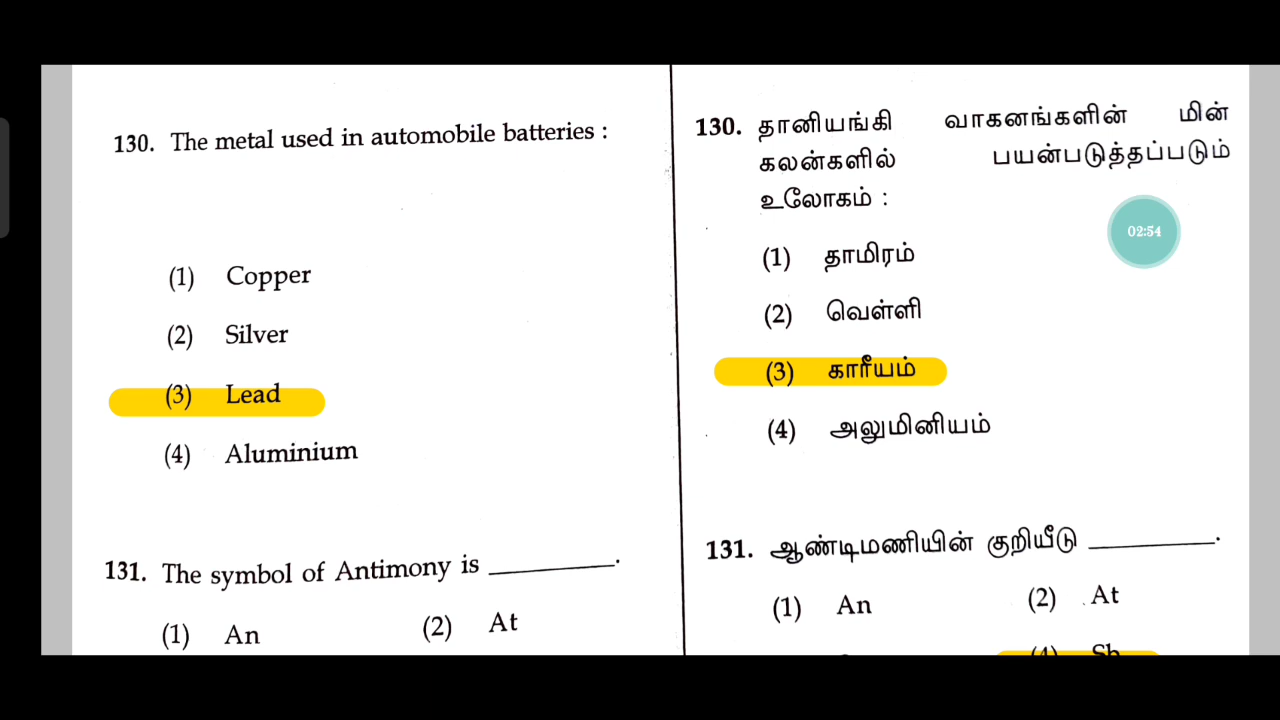 130. The metal used in automobile batteries :
(1) Copper
(2) Silver
(3) Lead
(4) Aluminium
131. The symbol of Antimony is ________.
(1) An (2) At
130. தானியங்கி வாகனங்களின் மின்
கலன்களில் பயன்படுத்தப்படும்
உலோகம் :
02:54
(1) தாமிரம்
(2) வெள்ளி
(3) காரீயம்
(4) அலுமினியம்
131. ஆண்டிமணியின் குறியீடு ________.
(1) An (2) At
(4) Sb